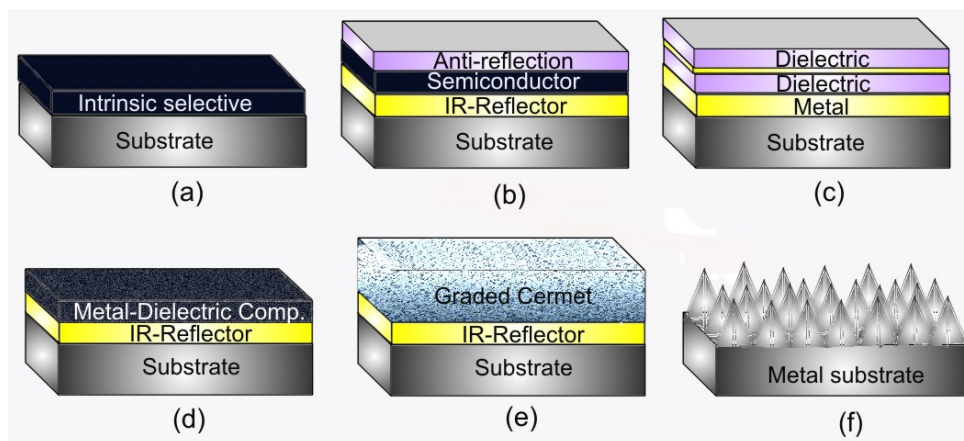 Intrinsic selective
Substrate
(a)
Anti-reflection
Semiconductor
IR-Reflector
Substrate
(b)
Dielectric
Dielectric
Metal
Substrate
(c)
Metal-Dielectric Comp.
IR-Reflector
Substrate
(d)
Graded Cermet
IR-Reflector
Substrate
(e)
Metal substrate
(f)